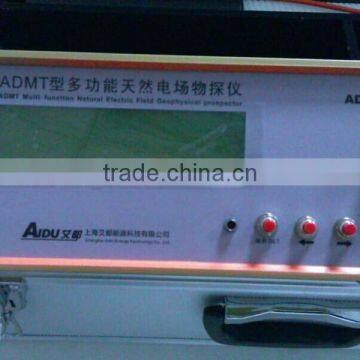 ADMT型多功能天然电场物探仪
ADMT Multi function Natural Electric Field Geophysical prospector
AD
trade.china.cn
AIDU艾都 上海艾都能源科技有限公司